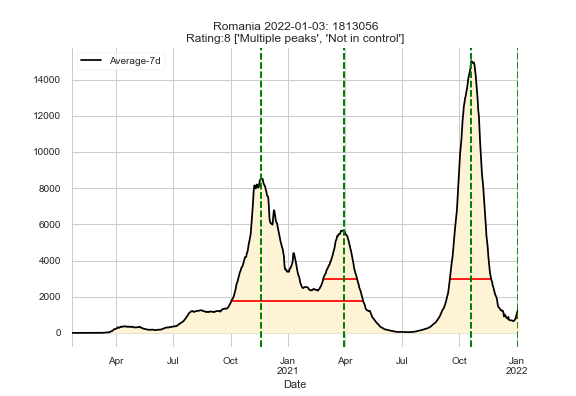 Romania 2022-01-03: 1813056
Rating:8 ['Multiple peaks', 'Not in control']
Average-7d
14000
12000
10000
8000
6000
4000
2000
0
Apr Jul Oct Jan Apr Jul Oct Jan
2021 2022
Date